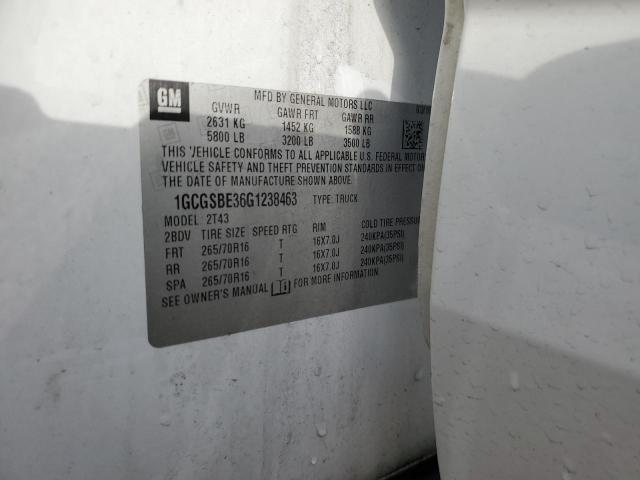 GM
MFD BY GENERAL MOTORS LLC
GVWR GAWR FRT GAWR RR
2631 KG 1452 KG 1588 KG
5800 LB 3200 LB 3500 LB
THIS VEHICLE CONFORMS TO ALL APPLICABLE U.S. FEDERAL MOTOR
VEHICLE SAFETY AND THEFT PREVENTION STANDARDS IN EFFECT
DATE OF MANUFACTURE SHOWN ABOVE.
1GCGSBE36G1238463 TYPE: TRUCK
MODEL: 2T43
2BDV TIRE SIZE SPEED RTG RIM COLD TIRE PRESSUR
FRT 265/70R16 T 16X7.0J 240KPA(35PSI)
RR 265/70R16 T 16X7.0J 240KPA(35PSI)
SPA 265/70R16 T 16X7.0J 240KPA(35PSI)
SEE OWNER'S MANUAL FOR MORE INFORMATION.